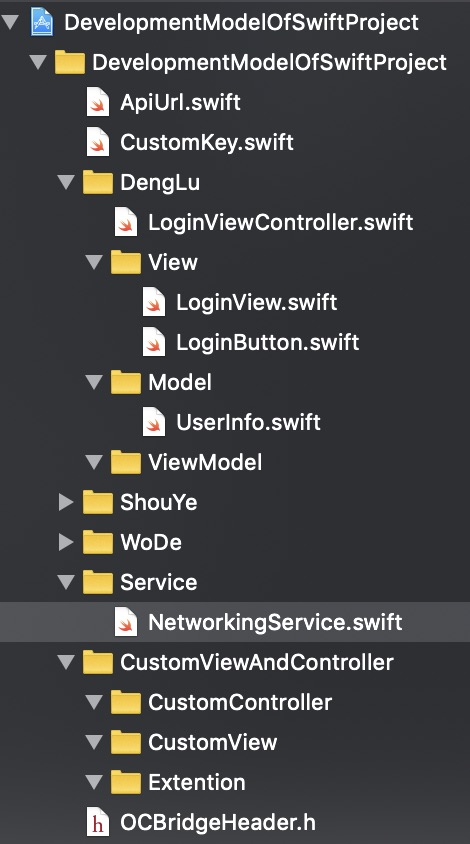 DevelopmentModelOfSwiftProject
DevelopmentModelOfSwiftProject
ApiUrl.swift
CustomKey.swift
DengLu
LoginViewController.swift
View
LoginView.swift
LoginButton.swift
Model
UserInfo.swift
ViewModel
ShouYe
WoDe
Service
NetworkingService.swift
CustomViewAndController
CustomController
CustomView
Extention
h OCBridgeHeader.h